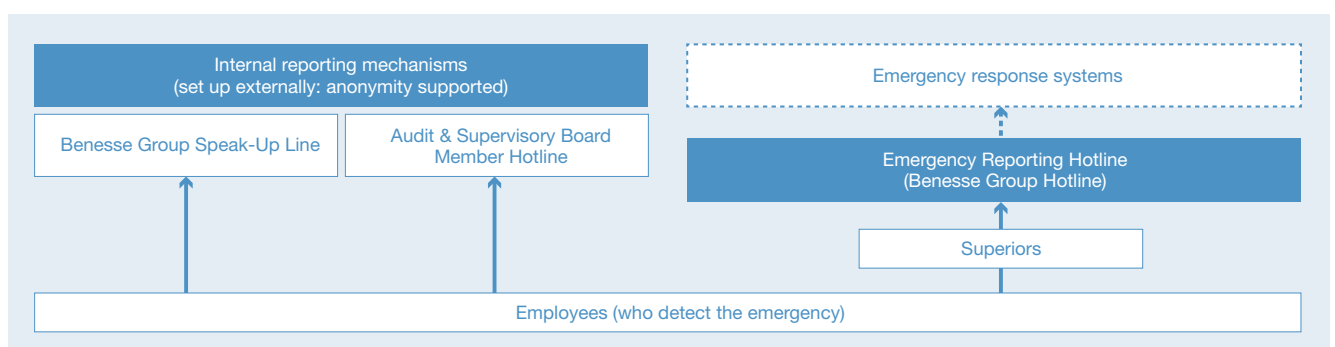 Internal reporting mechanisms
(set up externally: anonymity supported)
Benesse Group Speak-Up Line
Audit & Supervisory Board
Member Hotline
Emergency response systems
Emergency Reporting Hotline
(Benesse Group Hotline)
Superiors
Employees (who detect the emergency)